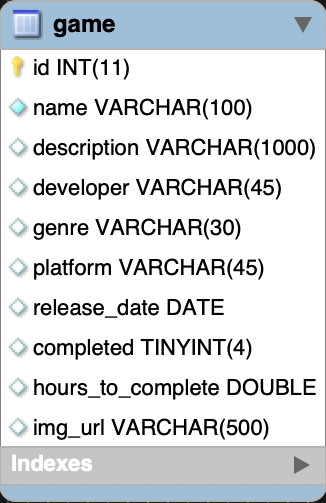 game
id INT(11)
name VARCHAR(100)
description VARCHAR(1000)
developer VARCHAR(45)
genre VARCHAR(30)
platform VARCHAR(45)
release_date DATE
completed TINYINT(4)
hours_to_complete DOUBLE
img_url VARCHAR(500)
Indexes